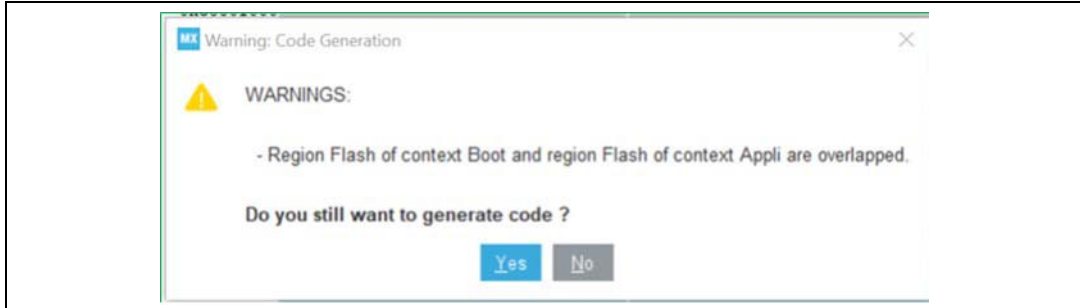 MX Warning: Code Generation
WARNINGS:
- Region Flash of context Boot and region Flash of context Appli are overlapped.
Do you still want to generate code ?
Yes No